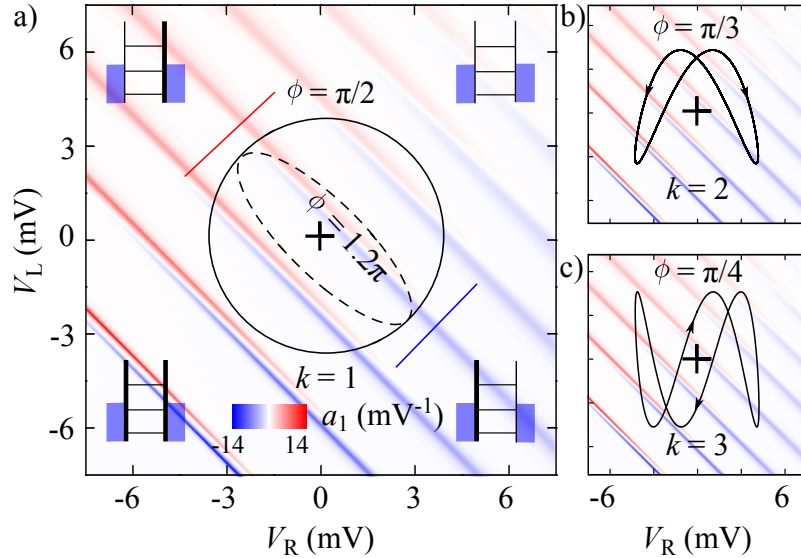 a)
6
3
0
-3
-6
V_L (mV)
-6
-3
0
3
6
V_R (mV)
ϕ = π/2
ϕ = 1.2π
k = 1
-14
14
a_1 (mV⁻¹)
b)
ϕ = π/3
k = 2
c)
ϕ = π/4
k = 3
-6
6
V_R (mV)